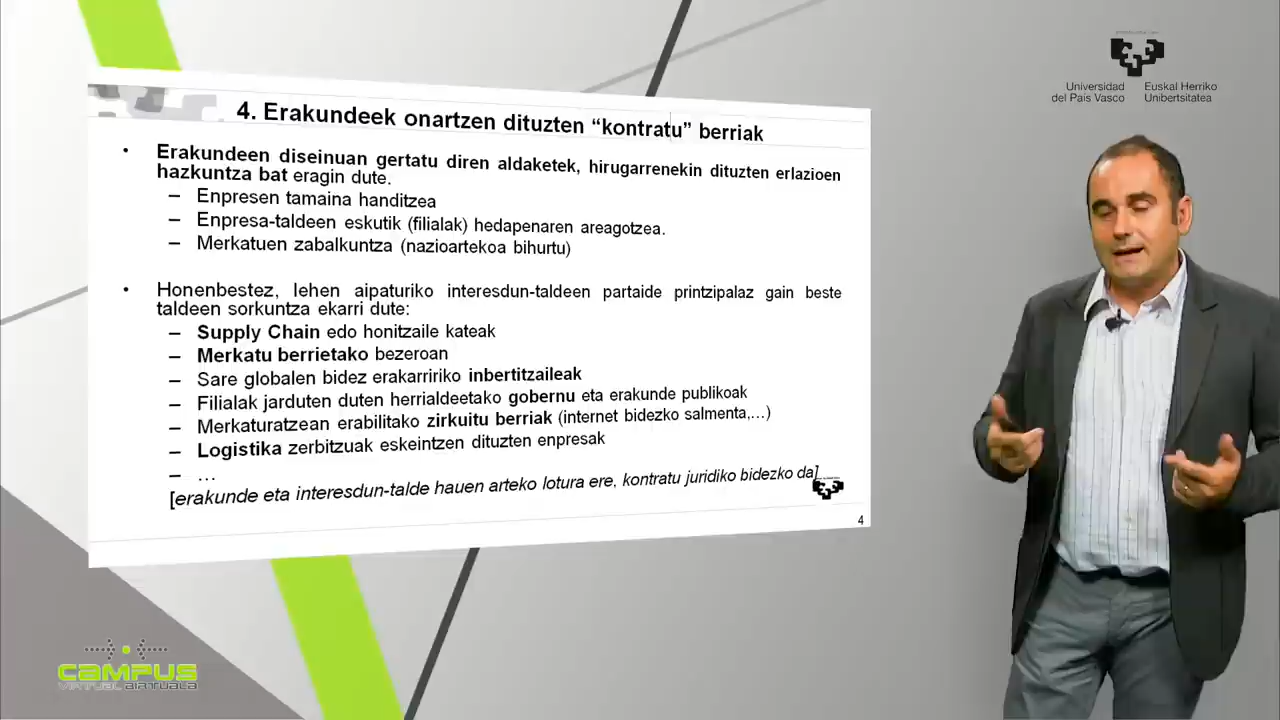 Universidad
del País Vasco
Euskal Herriko
Unibertsitatea
4. Erakundeek onartzen dituzten “kontratu” berriak
• Erakundeen diseinuan gertatu diren aldaketek, hirugarrenekin dituzten erlazioen
hazkuntza bat eragin dute.
– Enpresen tamaina handitzea
– Enpresa-taldeen eskutik (filialak) hedapenaren areagotzea.
– Merkatuen zabalkuntza (nazioartekoa bihurtu)
• Honenbestez, lehen aipaturiko interesdun-taldeen partaide printzipalaz gain beste
taldeen sorkuntza ekarri dute:
– Supply Chain edo honitzaile kateak
– Merkatu berrietako bezeroan
– Sare globalen bidez erakarririko inbertitzaileak
– Filialak jarduten duten herrialdeetako gobernu eta erakunde publikoak
– Merkaturatzean erabilitako zirkuitu berriak (internet bidezko salmenta,…)
– Logistika zerbitzuak eskeintzen dituzten enpresak
– …
[erakunde eta interesdun-talde hauen arteko lotura ere, kontratu juridiko bidezko da]
4
CAMPUS
VIRTUAL BIRTUALA